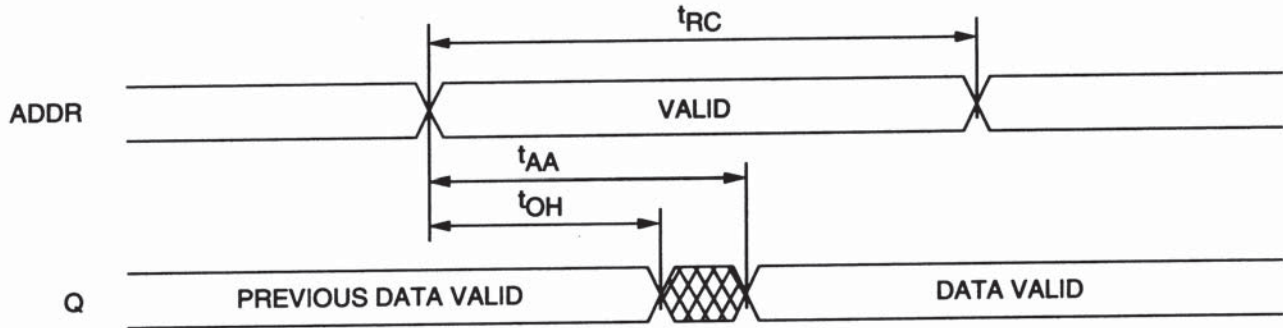 tRC
ADDR VALID
tAA
tOH
Q PREVIOUS DATA VALID DATA VALID